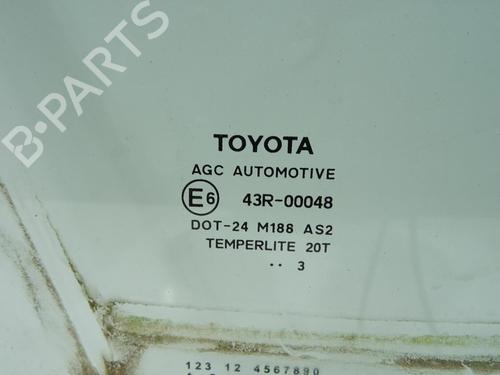 B-PARTS
TOYOTA
AGC AUTOMOTIVE
E6 43R-00048
DOT-24 M188 AS2
TEMPERLITE 20T
·· 3
123 12 4567890